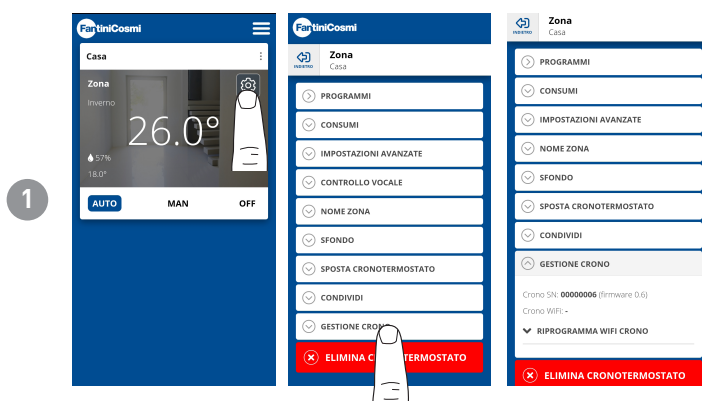 1
FantiniCosmi
Casa
Zona
Inverno
26.0°
57%
18.0°
AUTO MAN OFF
FantiniCosmi
INDIETRO
Zona
Casa
PROGRAMMI
CONSUMI
IMPOSTAZIONI AVANZATE
CONTROLLO VOCALE
NOME ZONA
SFONDO
SPOSTA CRONOTERMOSTATO
CONDIVIDI
GESTIONE CRONO
ELIMINA C TERMOSTATO
INDIETRO
Zona
Casa
PROGRAMMI
CONSUMI
IMPOSTAZIONI AVANZATE
NOME ZONA
SFONDO
SPOSTA CRONOTERMOSTATO
CONDIVIDI
GESTIONE CRONO
Crono SN: 00000006 (firmware 0.6)
Crono WiFi: -
RIPROGRAMMA WIFI CRONO
ELIMINA CRONOTERMOSTATO